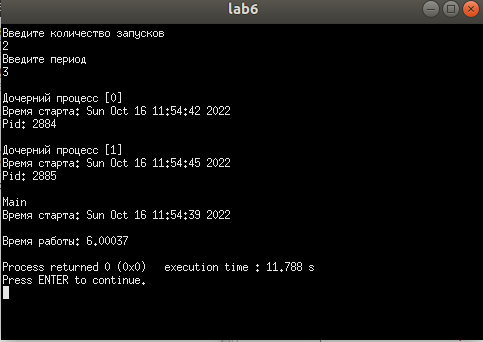 lab6
Введите количество запусков
2
Введите период
3
Дочерний процесс [0]
Время старта: Sun Oct 16 11:54:42 2022
Pid: 2884
Дочерний процесс [1]
Время старта: Sun Oct 16 11:54:45 2022
Pid: 2885
Main
Время старта: Sun Oct 16 11:54:39 2022
Время работы: 6.00037
Process returned 0 (0x0)   execution time : 11.788 s
Press ENTER to continue.